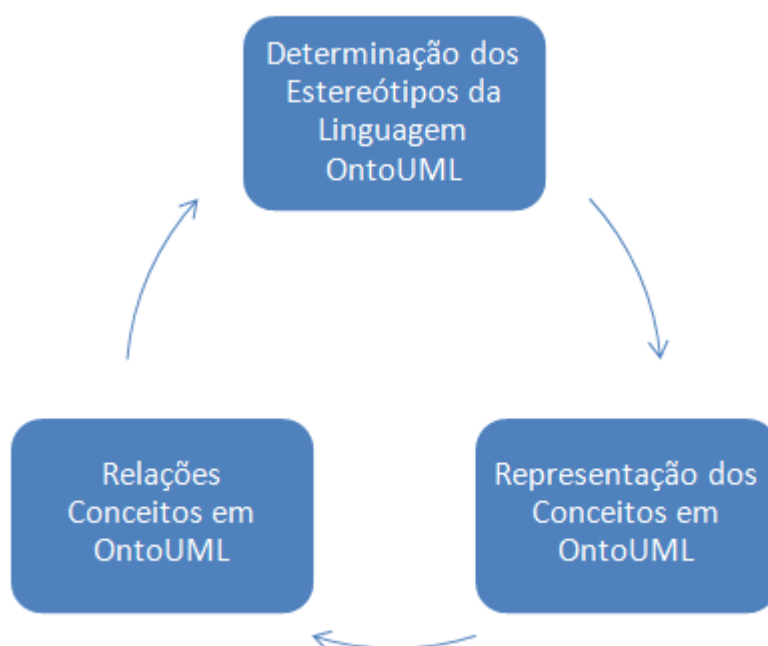 Determinação dos
Estereótipos da
Linguagem
OntoUML
Relações
Conceitos em
OntoUML
Representação dos
Conceitos em
OntoUML